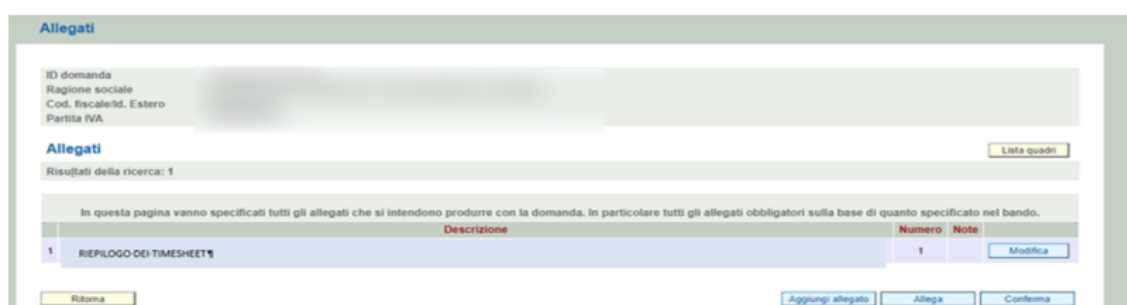 Allegati
ID domanda
Ragione sociale
Cod. fiscale/Id. Estero
Partita IVA
Allegati
Lista quadri
Risultati della ricerca: 1
In questa pagina vanno specificati tutti gli allegati che si intendono produrre con la domanda. In particolare tutti gli allegati obbligatori sulla base di quanto specificato nel bando.
Descrizione Numero Note
1 RIEPILOGO·DEI·TIMESHEET¶ 1 Modifica
Ritorna Aggiungi allegato Allega Conferma